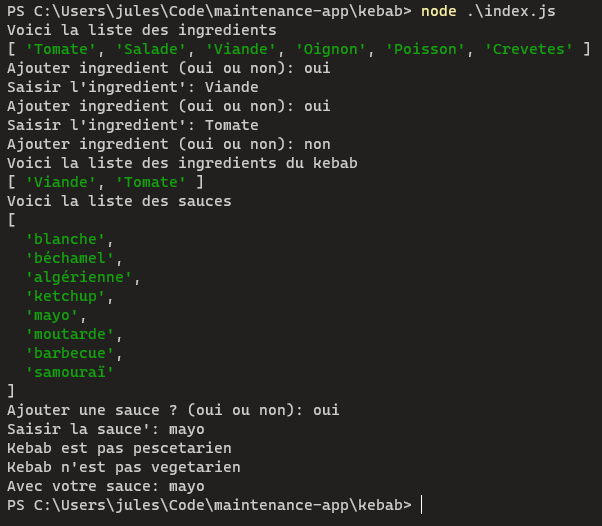 PS C:\Users\jules\Code\maintenance-app\kebab> node .\index.js
Voici la liste des ingredients
[ 'Tomate', 'Salade', 'Viande', 'Oignon', 'Poisson', 'Crevetes' ]
Ajouter ingredient (oui ou non): oui
Saisir l'ingredient': Viande
Ajouter ingredient (oui ou non): oui
Saisir l'ingredient': Tomate
Ajouter ingredient (oui ou non): non
Voici la liste des ingredients du kebab
[ 'Viande', 'Tomate' ]
Voici la liste des sauces
[
  'blanche',
  'béchamel',
  'algérienne',
  'ketchup',
  'mayo',
  'moutarde',
  'barbecue',
  'samouraï'
]
Ajouter une sauce ? (oui ou non): oui
Saisir la sauce': mayo
Kebab est pas pescetarien
Kebab n'est pas vegetarien
Avec votre sauce: mayo
PS C:\Users\jules\Code\maintenance-app\kebab>